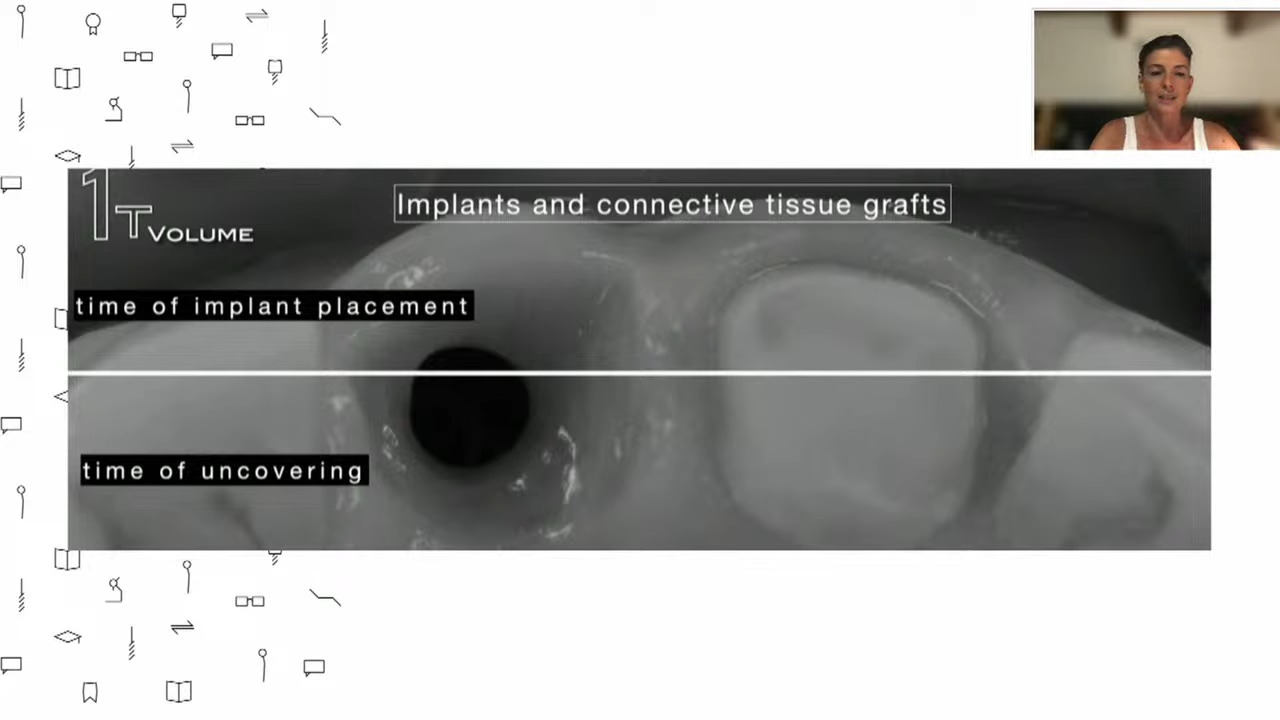 1T VOLUME
Implants and connective tissue grafts
time of implant placement
time of uncovering